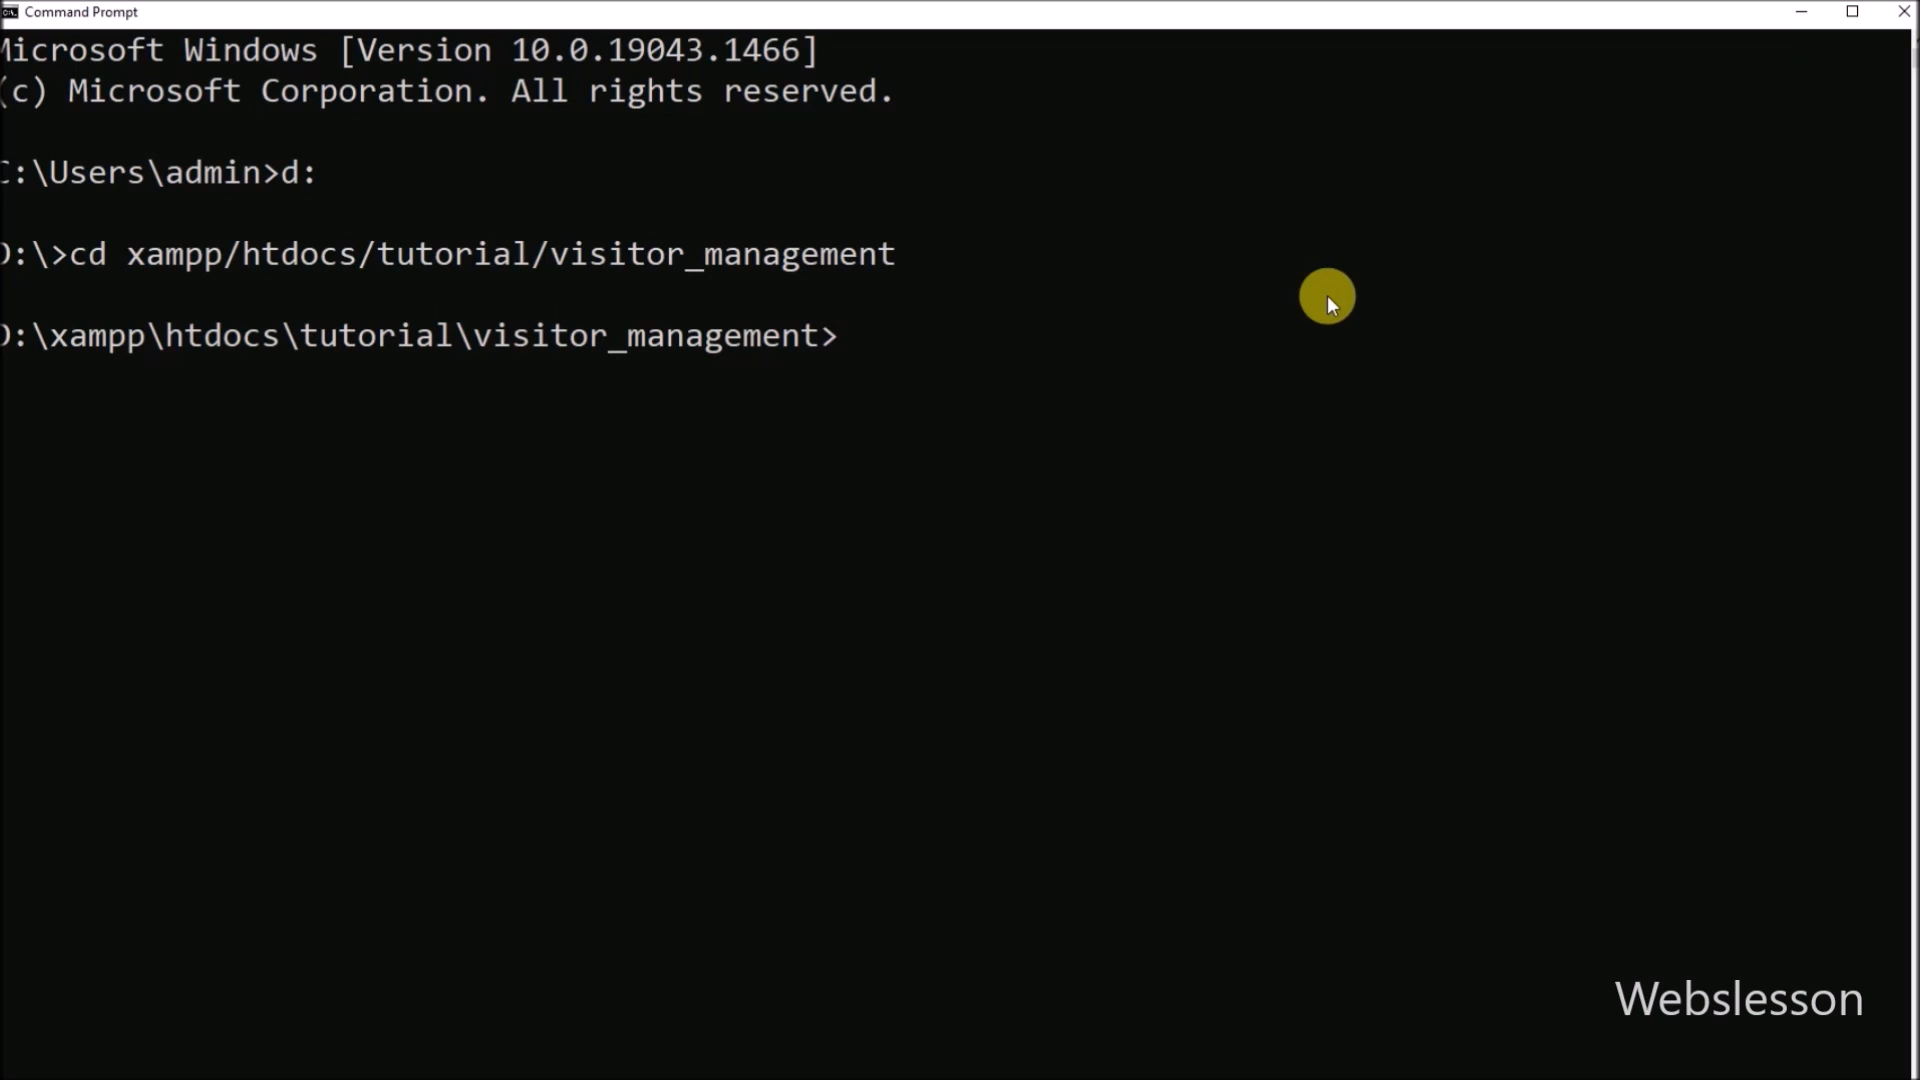 Command Prompt
Microsoft Windows [Version 10.0.19043.1466]
(c) Microsoft Corporation. All rights reserved.
C:\Users\admin>d:
D:\>cd xampp/htdocs/tutorial/visitor_management
D:\xampp\htdocs\tutorial\visitor_management>
Webslesson